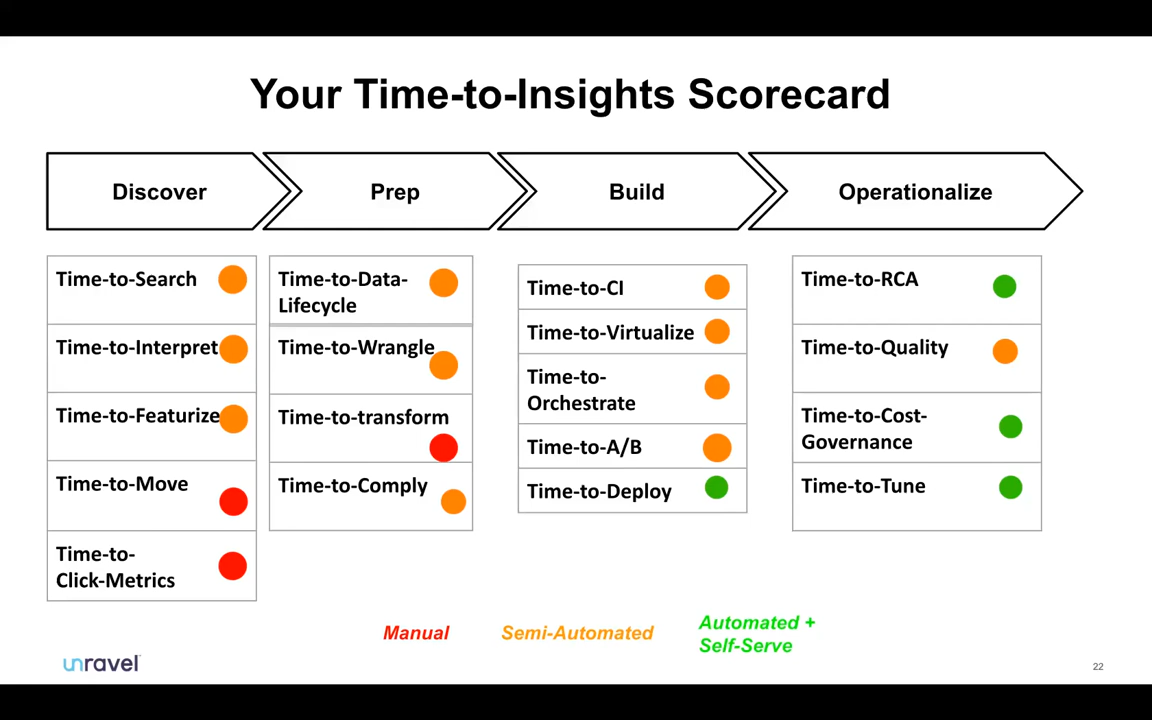 Your Time-to-Insights Scorecard
Discover
Prep
Build
Operationalize
Time-to-Search
Time-to-Interpret
Time-to-Featurize
Time-to-Move
Time-to-
Click-Metrics
Time-to-Data-
Lifecycle
Time-to-Wrangle
Time-to-transform
Time-to-Comply
Time-to-CI
Time-to-Virtualize
Time-to-
Orchestrate
Time-to-A/B
Time-to-Deploy
Time-to-RCA
Time-to-Quality
Time-to-Cost-
Governance
Time-to-Tune
Manual
Semi-Automated
Automated +
Self-Serve
unravel
22